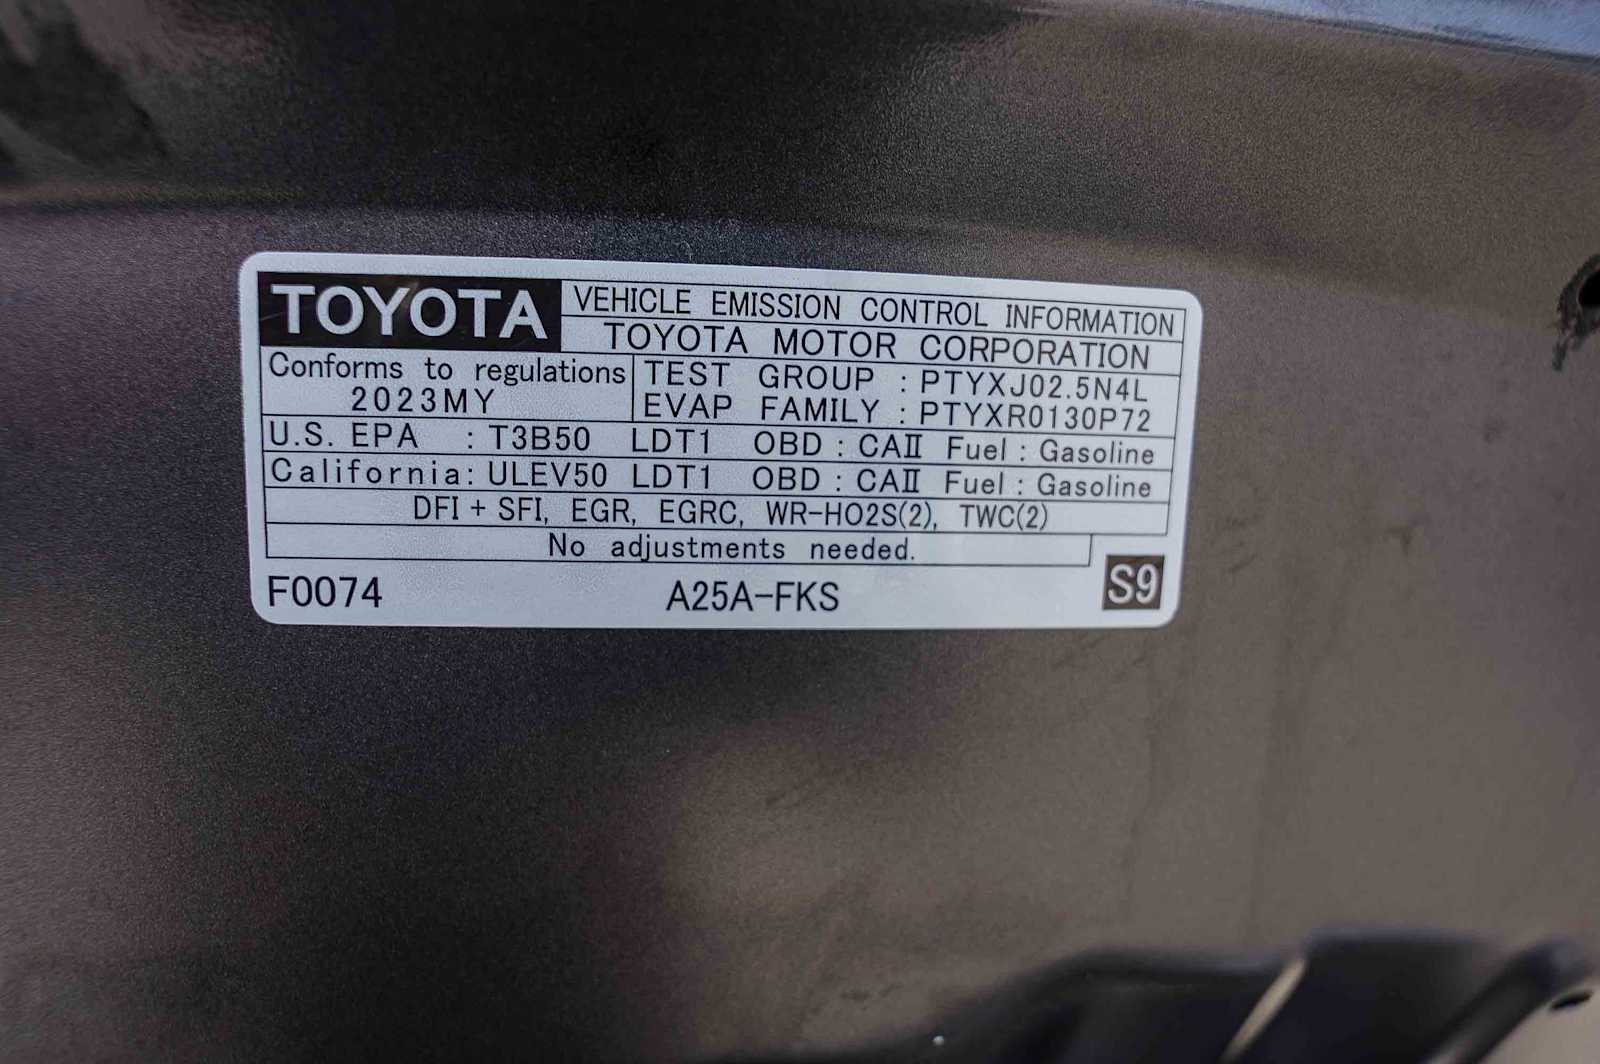 TOYOTA VEHICLE EMISSION CONTROL INFORMATION
TOYOTA MOTOR CORPORATION
Conforms to regulations
2023MY
TEST GROUP : PTYXJ02.5N4L
EVAP FAMILY : PTYXR0130P72
U.S. EPA : T3B50 LDT1 OBD : CAⅡ Fuel : Gasoline
California: ULEV50 LDT1 OBD : CAⅡ Fuel : Gasoline
DFI + SFI, EGR, EGRC, WR-HO2S(2), TWC(2)
No adjustments needed.
F0074 A25A-FKS S9